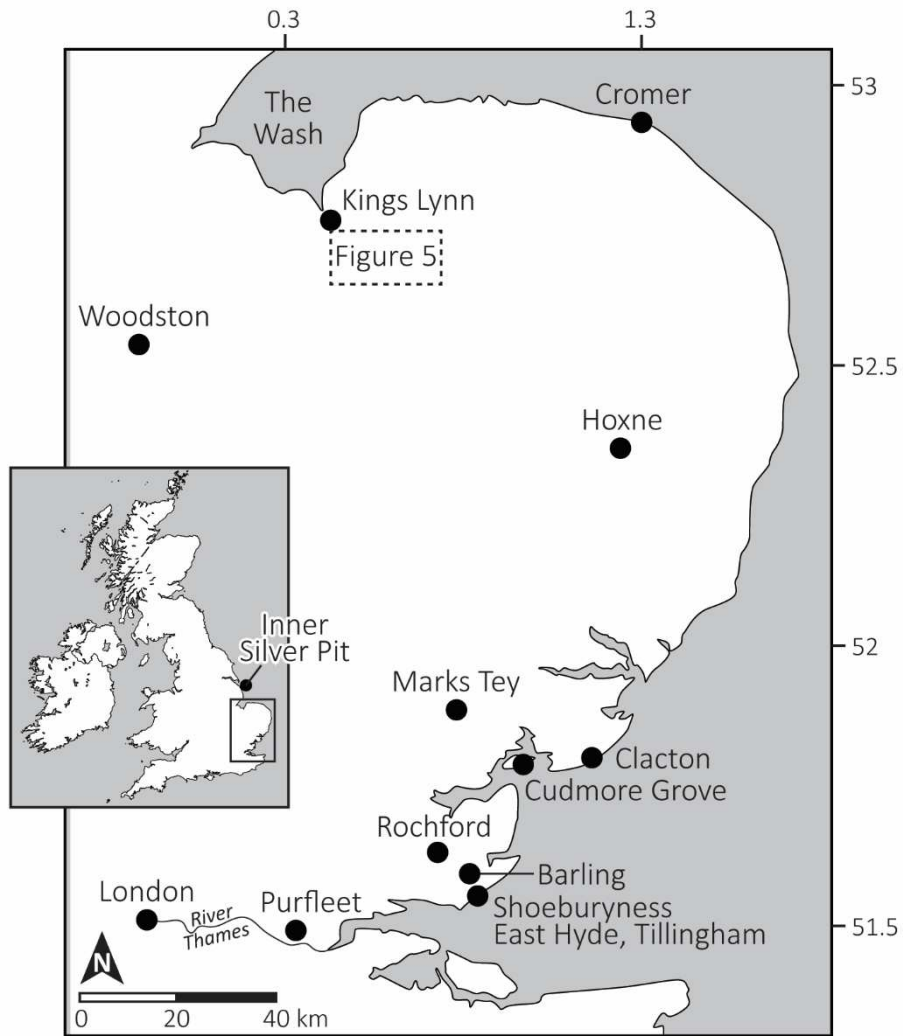 0.3
1.3
53
The
Wash
Cromer
Kings Lynn
Figure 5
Woodston
52.5
Hoxne
Inner
Silver Pit
52
Marks Tey
Clacton
Cudmore Grove
Rochford
Barling
London
Purfleet
River
Thames
Shoeburyness
East Hyde, Tillingham
51.5
N
0 20 40 km